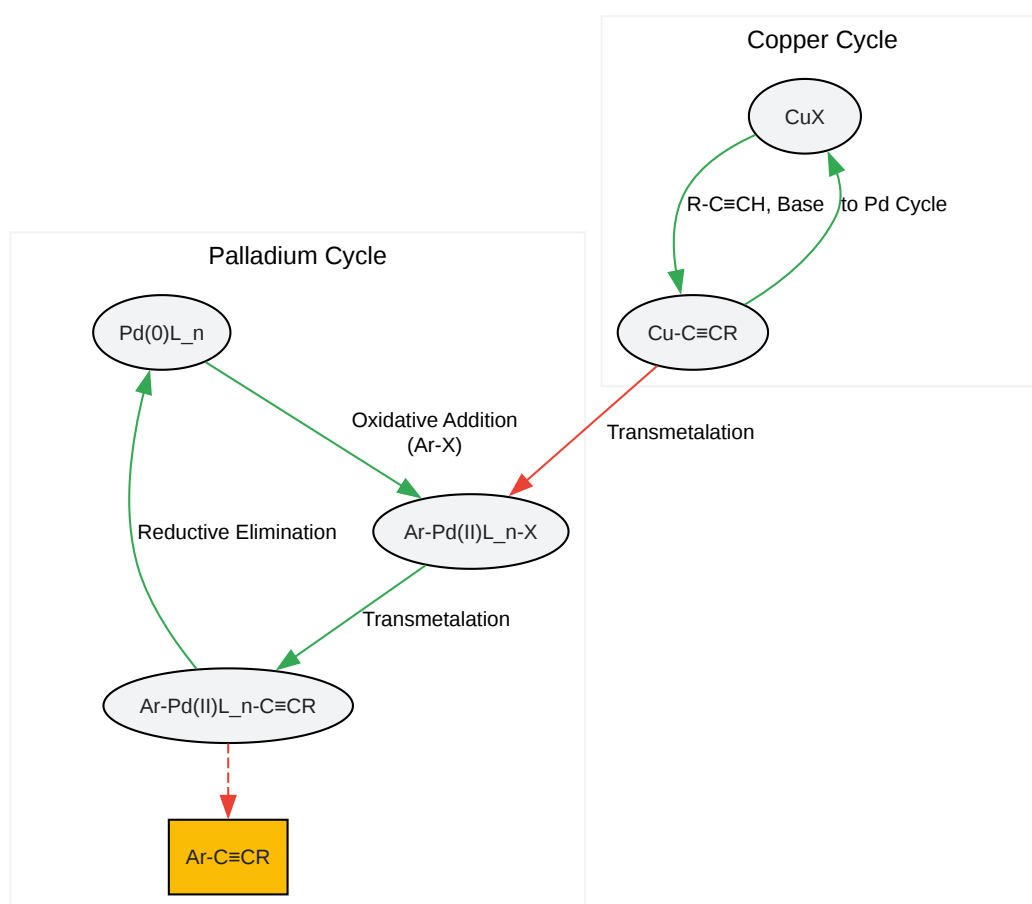 Copper Cycle
CuX
R-C≡CH, Base
to Pd Cycle
Cu-C≡CR
Palladium Cycle
Pd(0)L_n
Oxidative Addition
(Ar-X)
Transmetalation
Ar-Pd(II)L_n-X
Reductive Elimination
Transmetalation
Ar-Pd(II)L_n-C≡CR
Ar-C≡CR